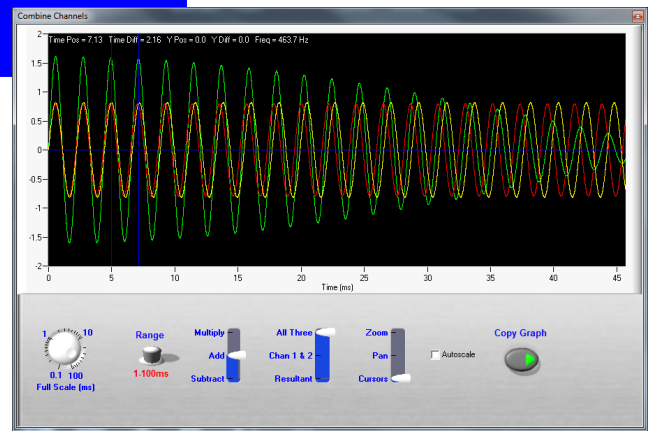 Combine Channels
Time Pos = 7.13 Time Diff = 2.16 Y Pos = 0.0 Y Diff = 0.0 Freq = 463.7 Hz
2-
1.5-
1-
0.5-
0-
-0.5-
-1-
-1.5-
-2-
0 5 10 15 20 25 30 35 40 45
Time (ms)
1 10
0.1 100
Full Scale (ms)
Range
1-100ms
Multiply
Add
Subtract
All Three
Chan 1 & 2
Resultant
Zoom
Pan
Cursors
Autoscale
Copy Graph